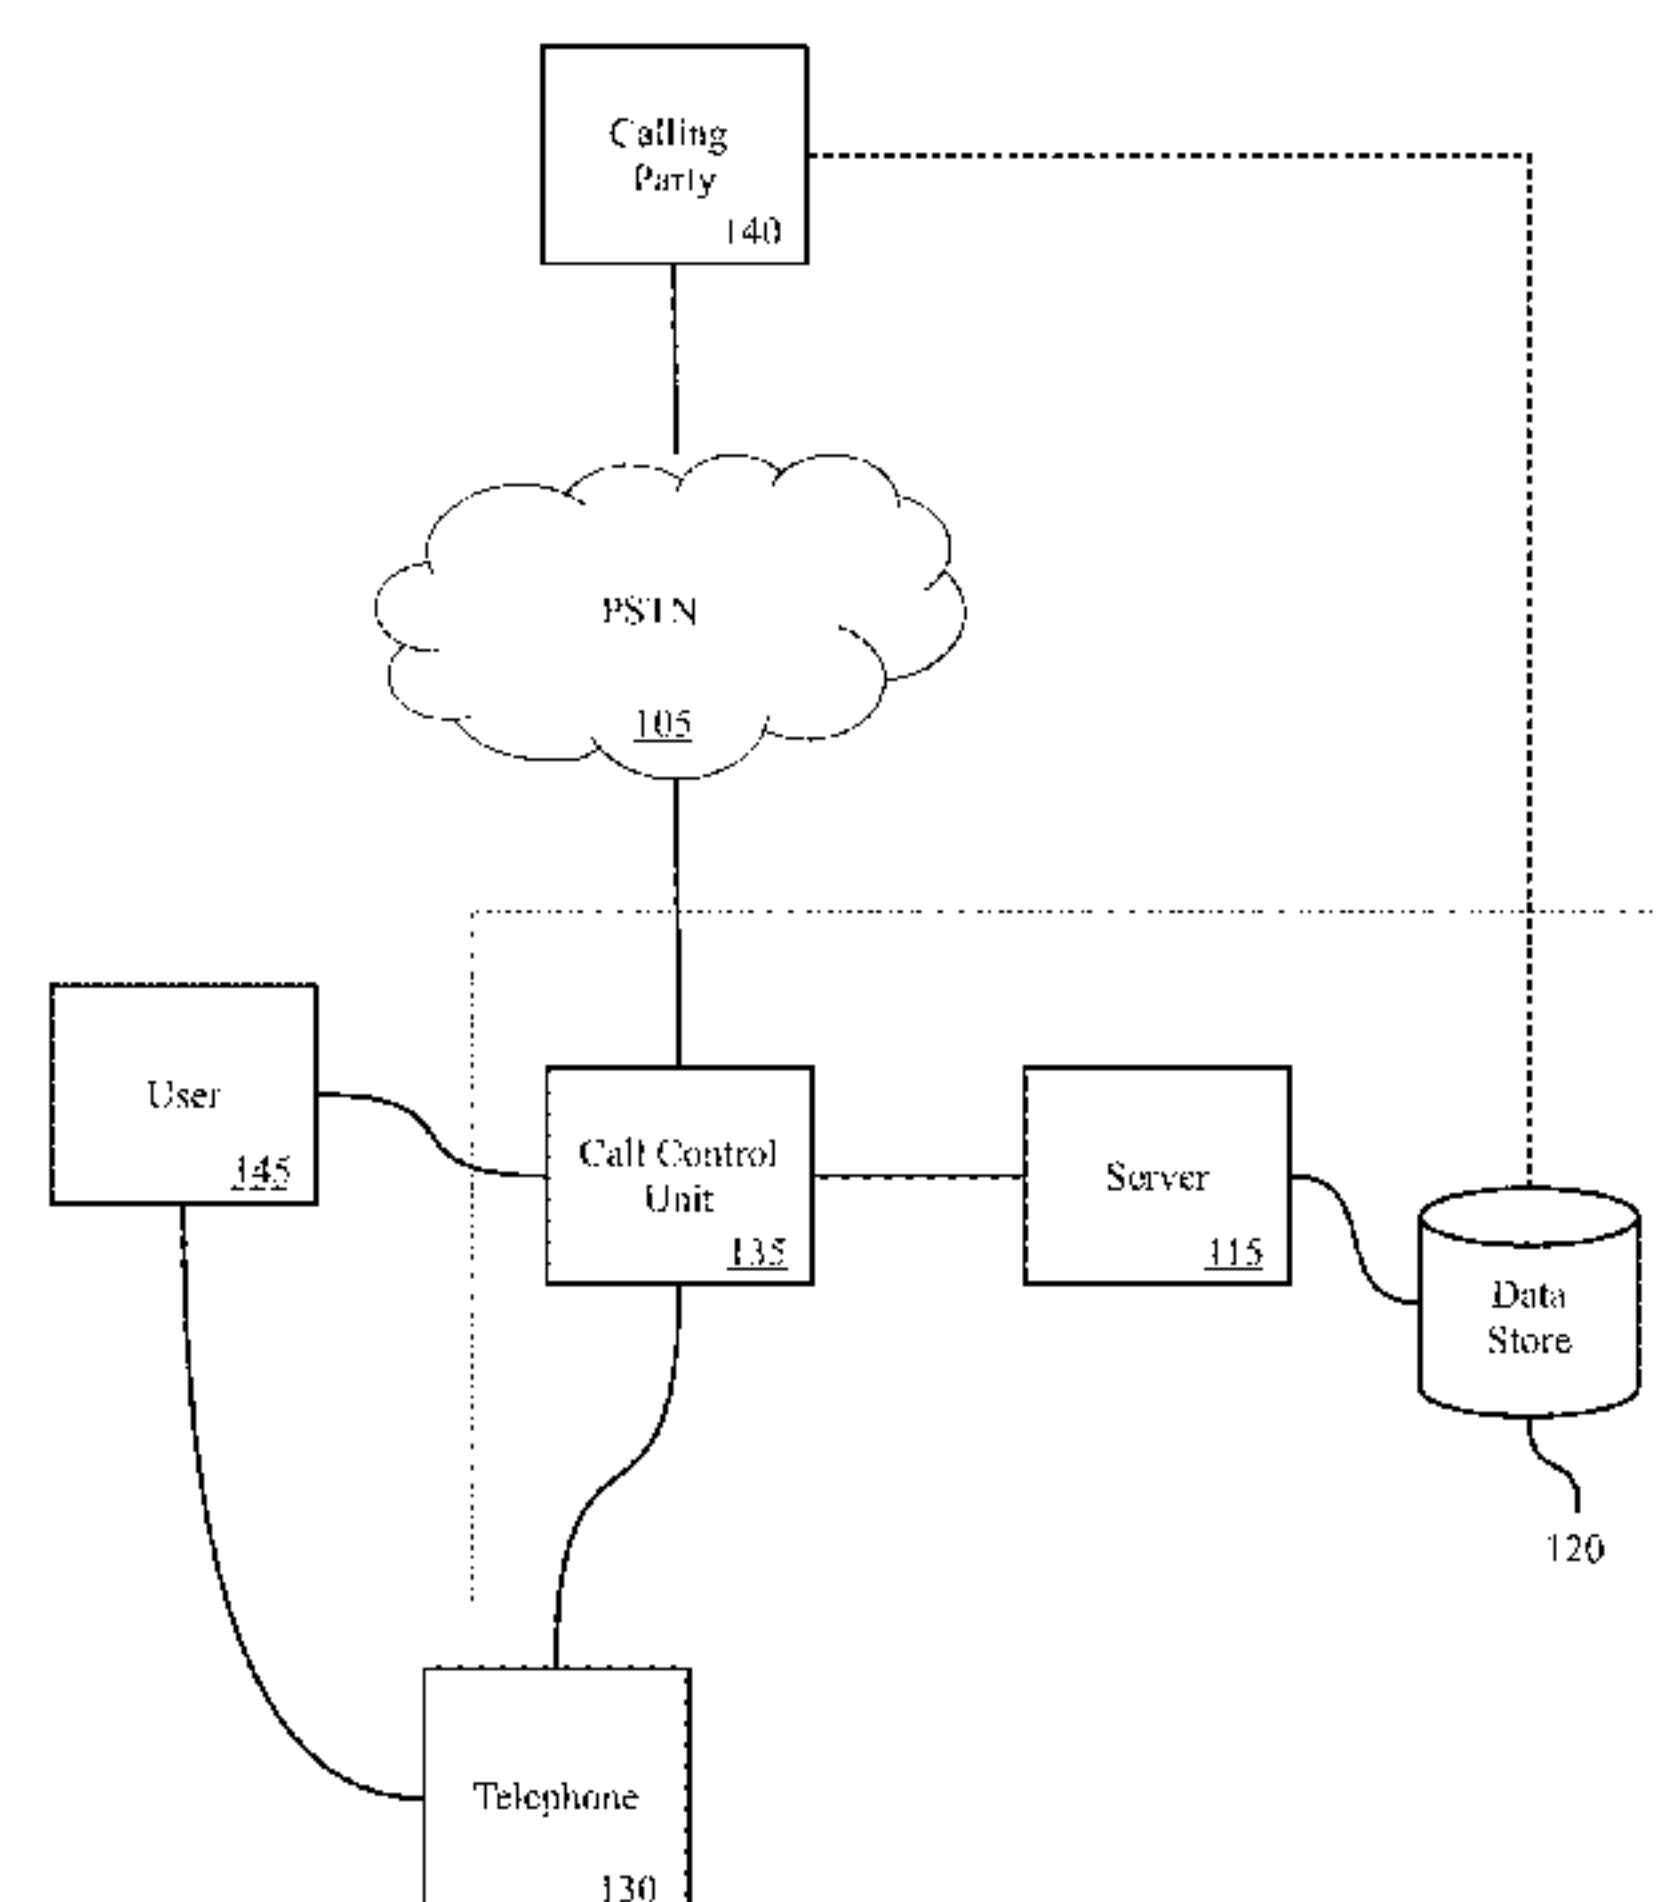 Calling
Party
140
PSTN
105
User
145
Call Control
Unit
135
Server
115
Data
Store
120
Telephone
130